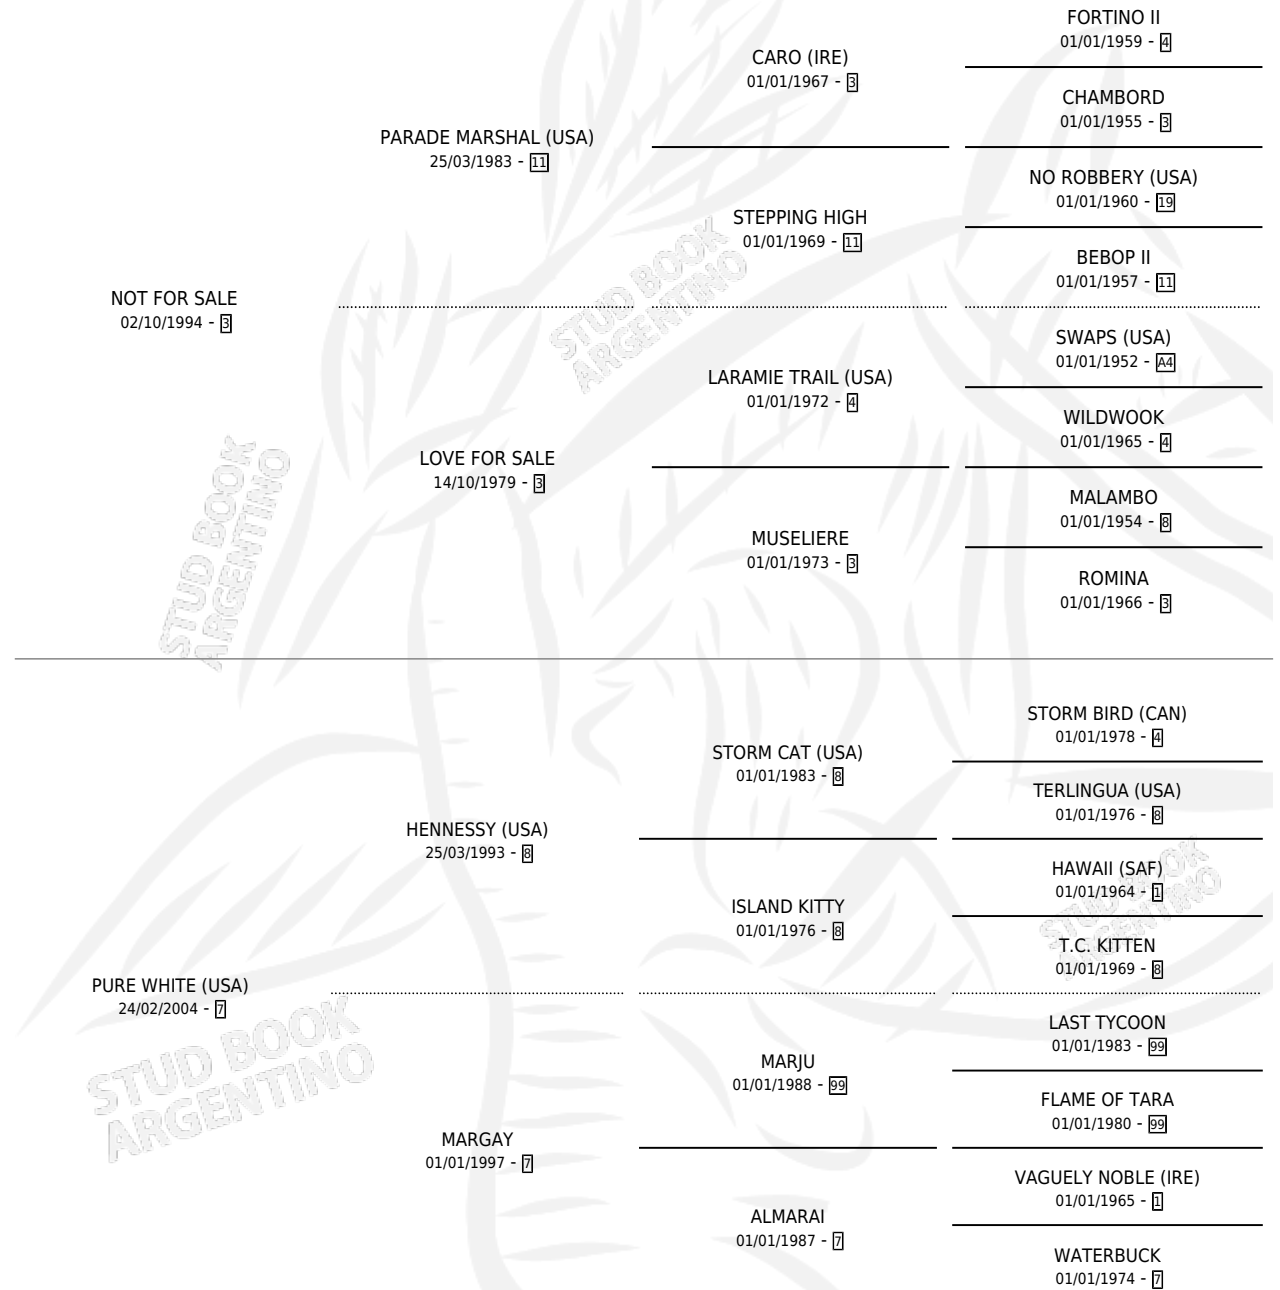 FORTINO II
01/01/1959 - 4
CARO (IRE)
01/01/1967 - 3
CHAMBORD
01/01/1955 - 3
PARADE MARSHAL (USA)
25/03/1983 - 11
NO ROBBERY (USA)
01/01/1960 - 19
STEPPING HIGH
01/01/1969 - 11
BEBOP II
01/01/1957 - 11
NOT FOR SALE
02/10/1994 - 3
SWAPS (USA)
01/01/1952 - A4
LARAMIE TRAIL (USA)
01/01/1972 - 4
WILDWOOK
01/01/1965 - 4
LOVE FOR SALE
14/10/1979 - 3
MALAMBO
01/01/1954 - 8
MUSELIERE
01/01/1973 - 3
ROMINA
01/01/1966 - 3
STUD BOOK
ARGENTINO
STUD BOOK
ARGENTINO
STORM BIRD (CAN)
01/01/1978 - 4
STORM CAT (USA)
01/01/1983 - 8
TERLINGUA (USA)
01/01/1976 - 8
HENNESSY (USA)
25/03/1993 - 8
HAWAII (SAF)
01/01/1964 - 1
ISLAND KITTY
01/01/1976 - 8
T.C. KITTEN
01/01/1969 - 8
PURE WHITE (USA)
24/02/2004 - 7
LAST TYCOON
01/01/1983 - 99
MARJU
01/01/1988 - 99
FLAME OF TARA
01/01/1980 - 99
MARGAY
01/01/1997 - 7
VAGUELY NOBLE (IRE)
01/01/1965 - 1
ALMARAI
01/01/1987 - 7
WATERBUCK
01/01/1974 - 7
STUD BOOK
ARGENTINO
STUD BOOK
ARGENTINO